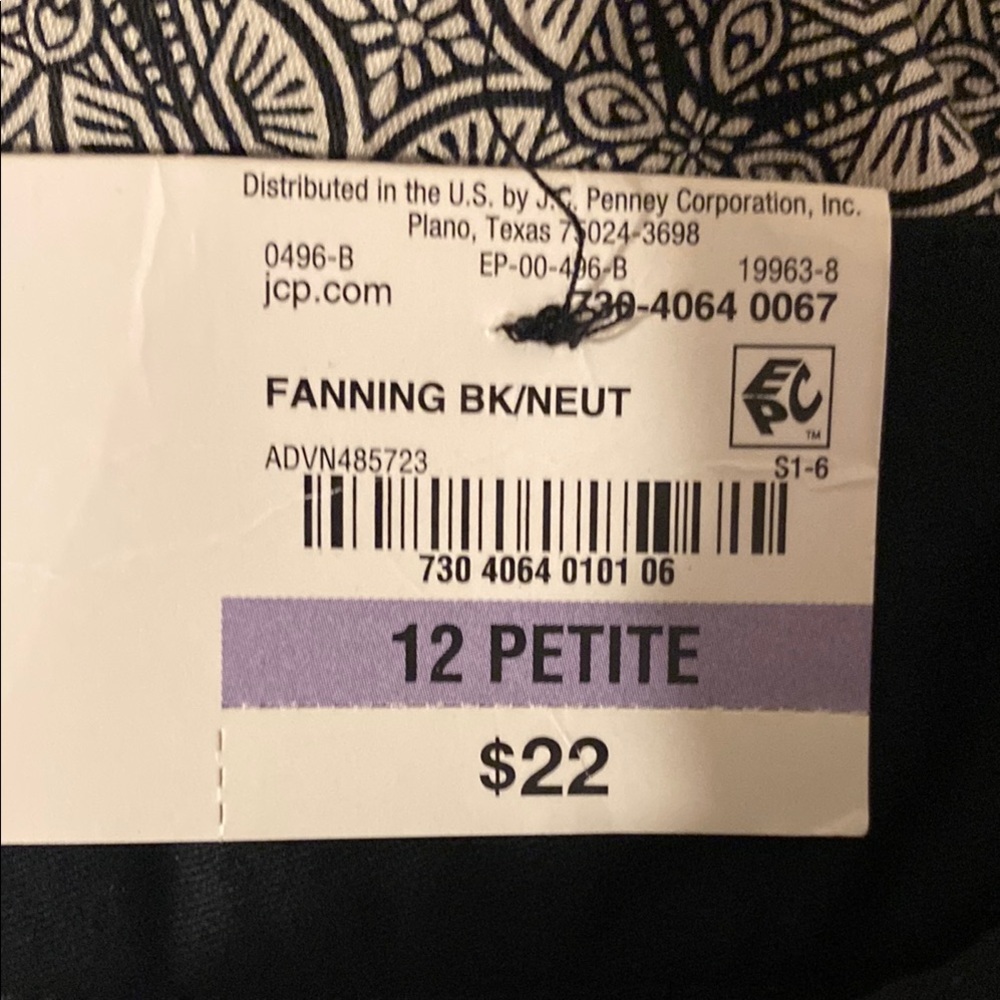 Distributed in the U.S. by J.C. Penney Corporation, Inc.
Plano, Texas 75024-3698
0496-B EP-00-496-B 19963-8
jcp.com 730-4064 0067
FANNING BK/NEUT
EPC
TM
ADVN485723 S1-6
730 4064 0101 06
12 PETITE
$22